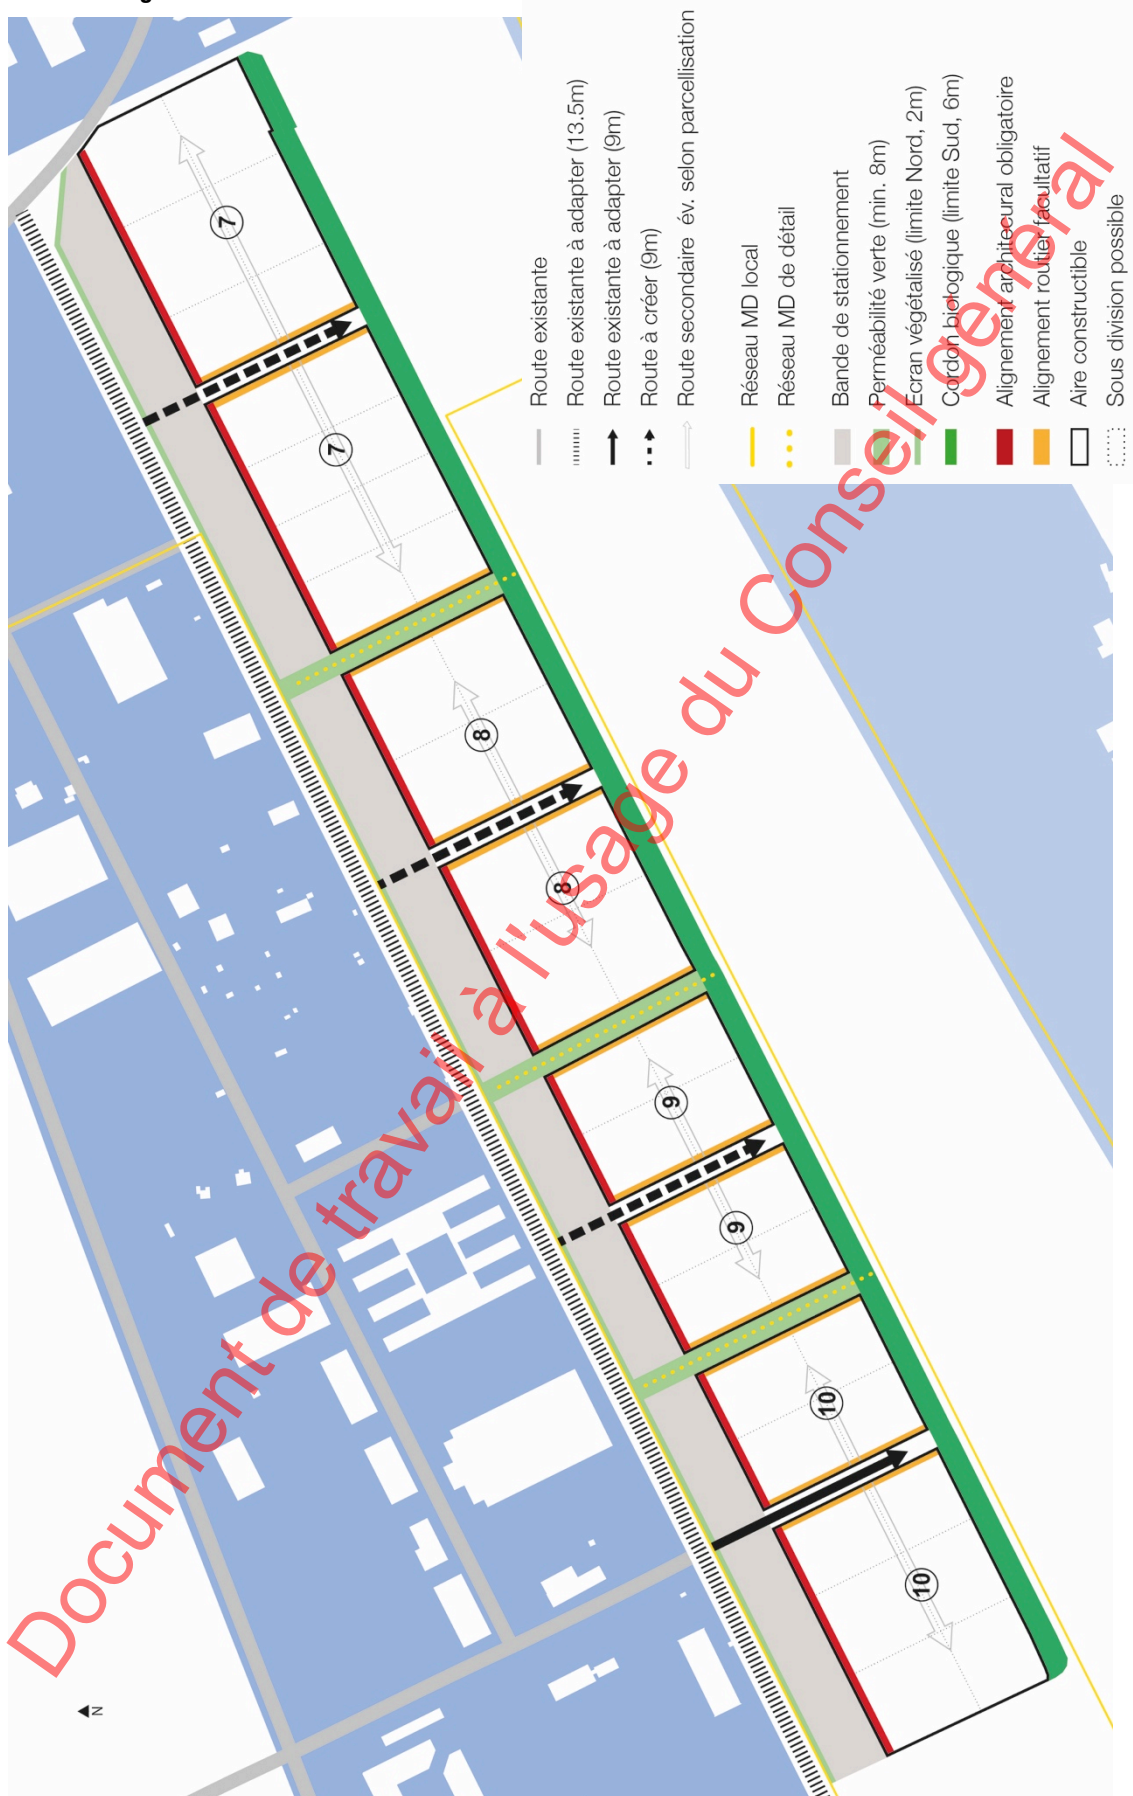 Route existante
Route existante à adapter (13.5m)
Route existante à adapter (9m)
Route à créer (9m)
Route secondaire év. selon parcellisation
Réseau MD local
Réseau MD de détail
Bande de stationnement
Perméabilité verte (min. 8m)
Ecran végétalisé (limite Nord, 2m)
Cordon biologique (limite Sud, 6m)
Alignement architecural obligatoire
Alignement routier facultatif
Aire constructible
Sous division possible
7
7
8
8
9
9
10
10
N
Document de travail à l'usage du Conseil general